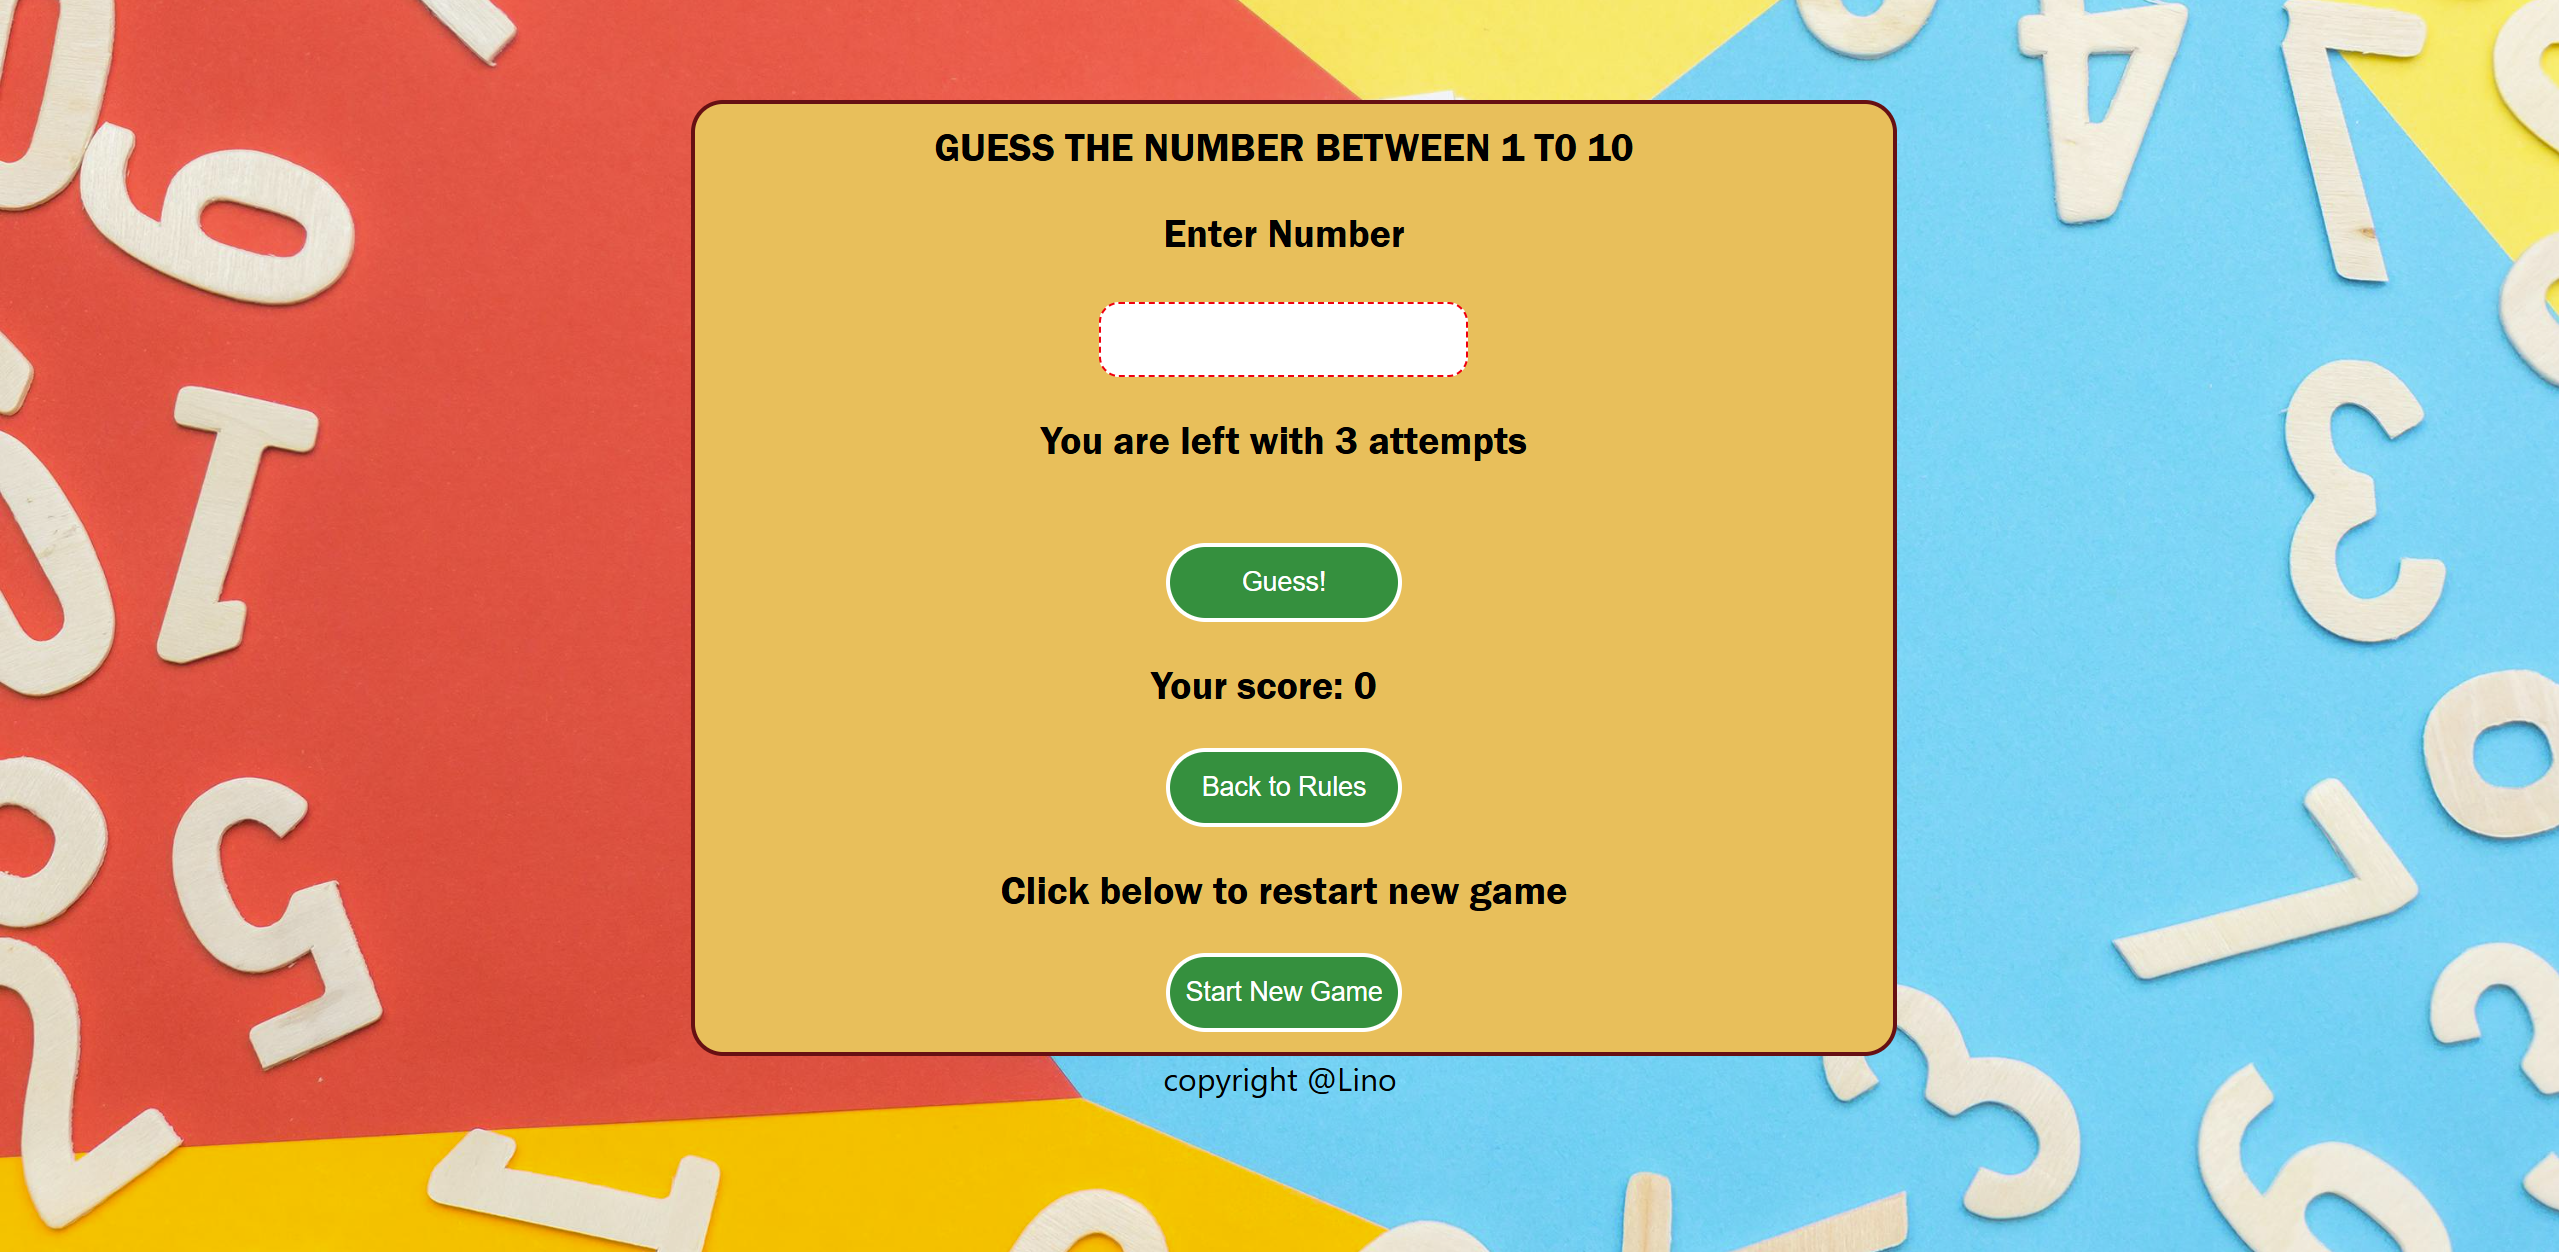 GUESS THE NUMBER BETWEEN 1 T0 10
Enter Number
You are left with 3 attempts
Guess!
Your score: 0
Back to Rules
Click below to restart new game
Start New Game
copyright @Lino